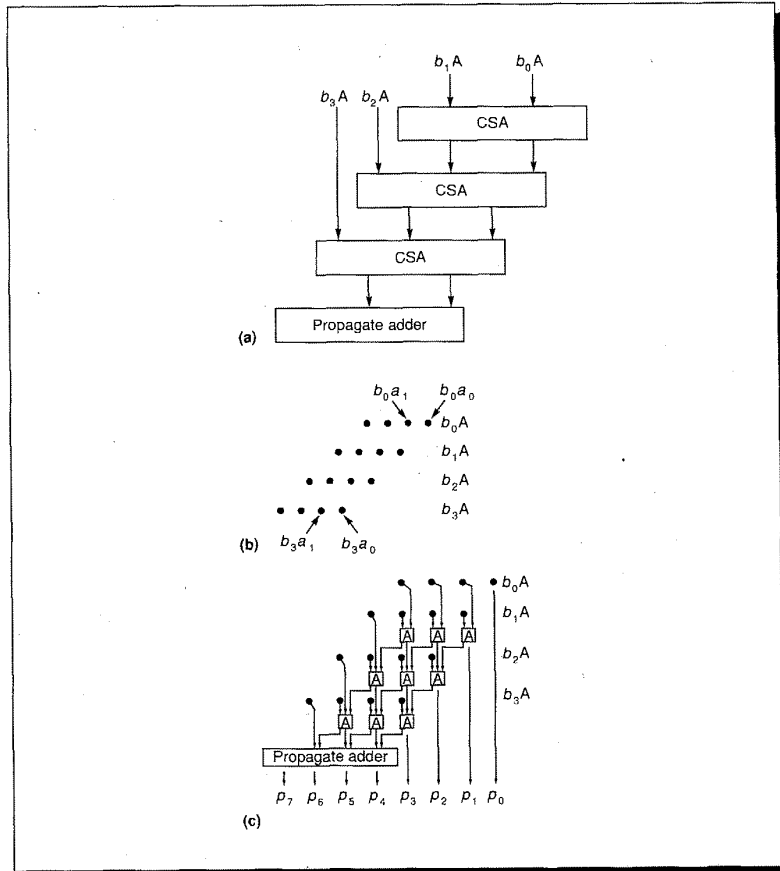 b₁A b₀A
b₃A b₂A
CSA
CSA
CSA
Propagate adder
(a)
b₀a₁ b₀a₀
b₀A
b₁A
b₂A
b₃A
b₃a₁ b₃a₀
(b)
b₀A
b₁A
A A A
b₂A
A A A
b₃A
A A A
Propagate adder
p₇ p₆ p₅ p₄ p₃ p₂ p₁ p₀
(c)